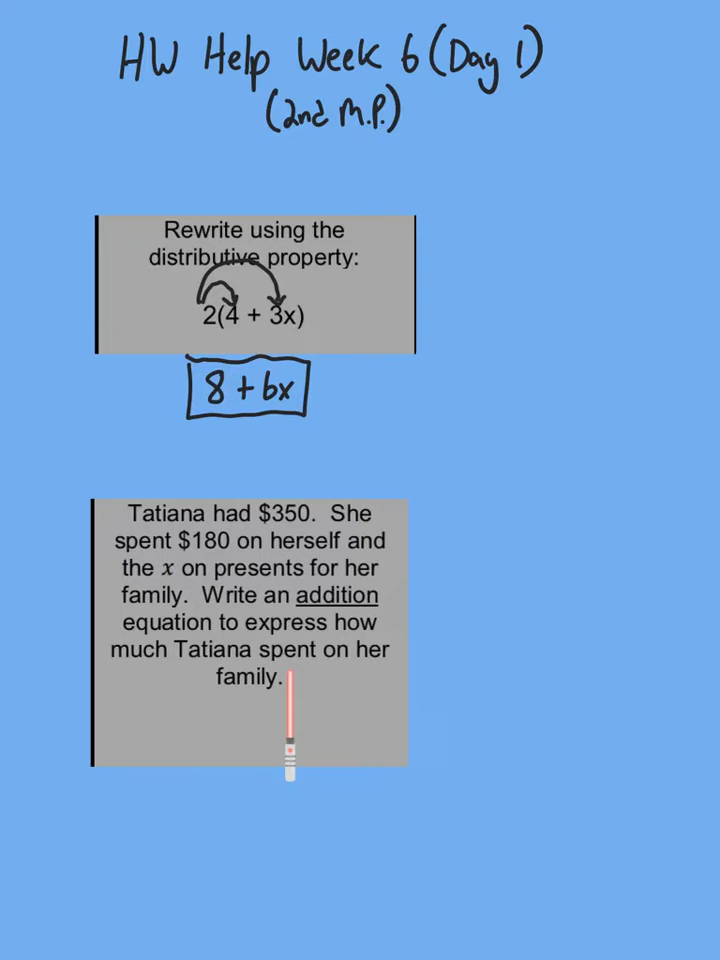 HW Help Week 6 (Day 1)
(2nd M.P.)
Rewrite using the
distributive property:
2(4 + 3x)
8 + 6x
Tatiana had $350. She
spent $180 on herself and
the x on presents for her
family. Write an addition
equation to express how
much Tatiana spent on her
family.